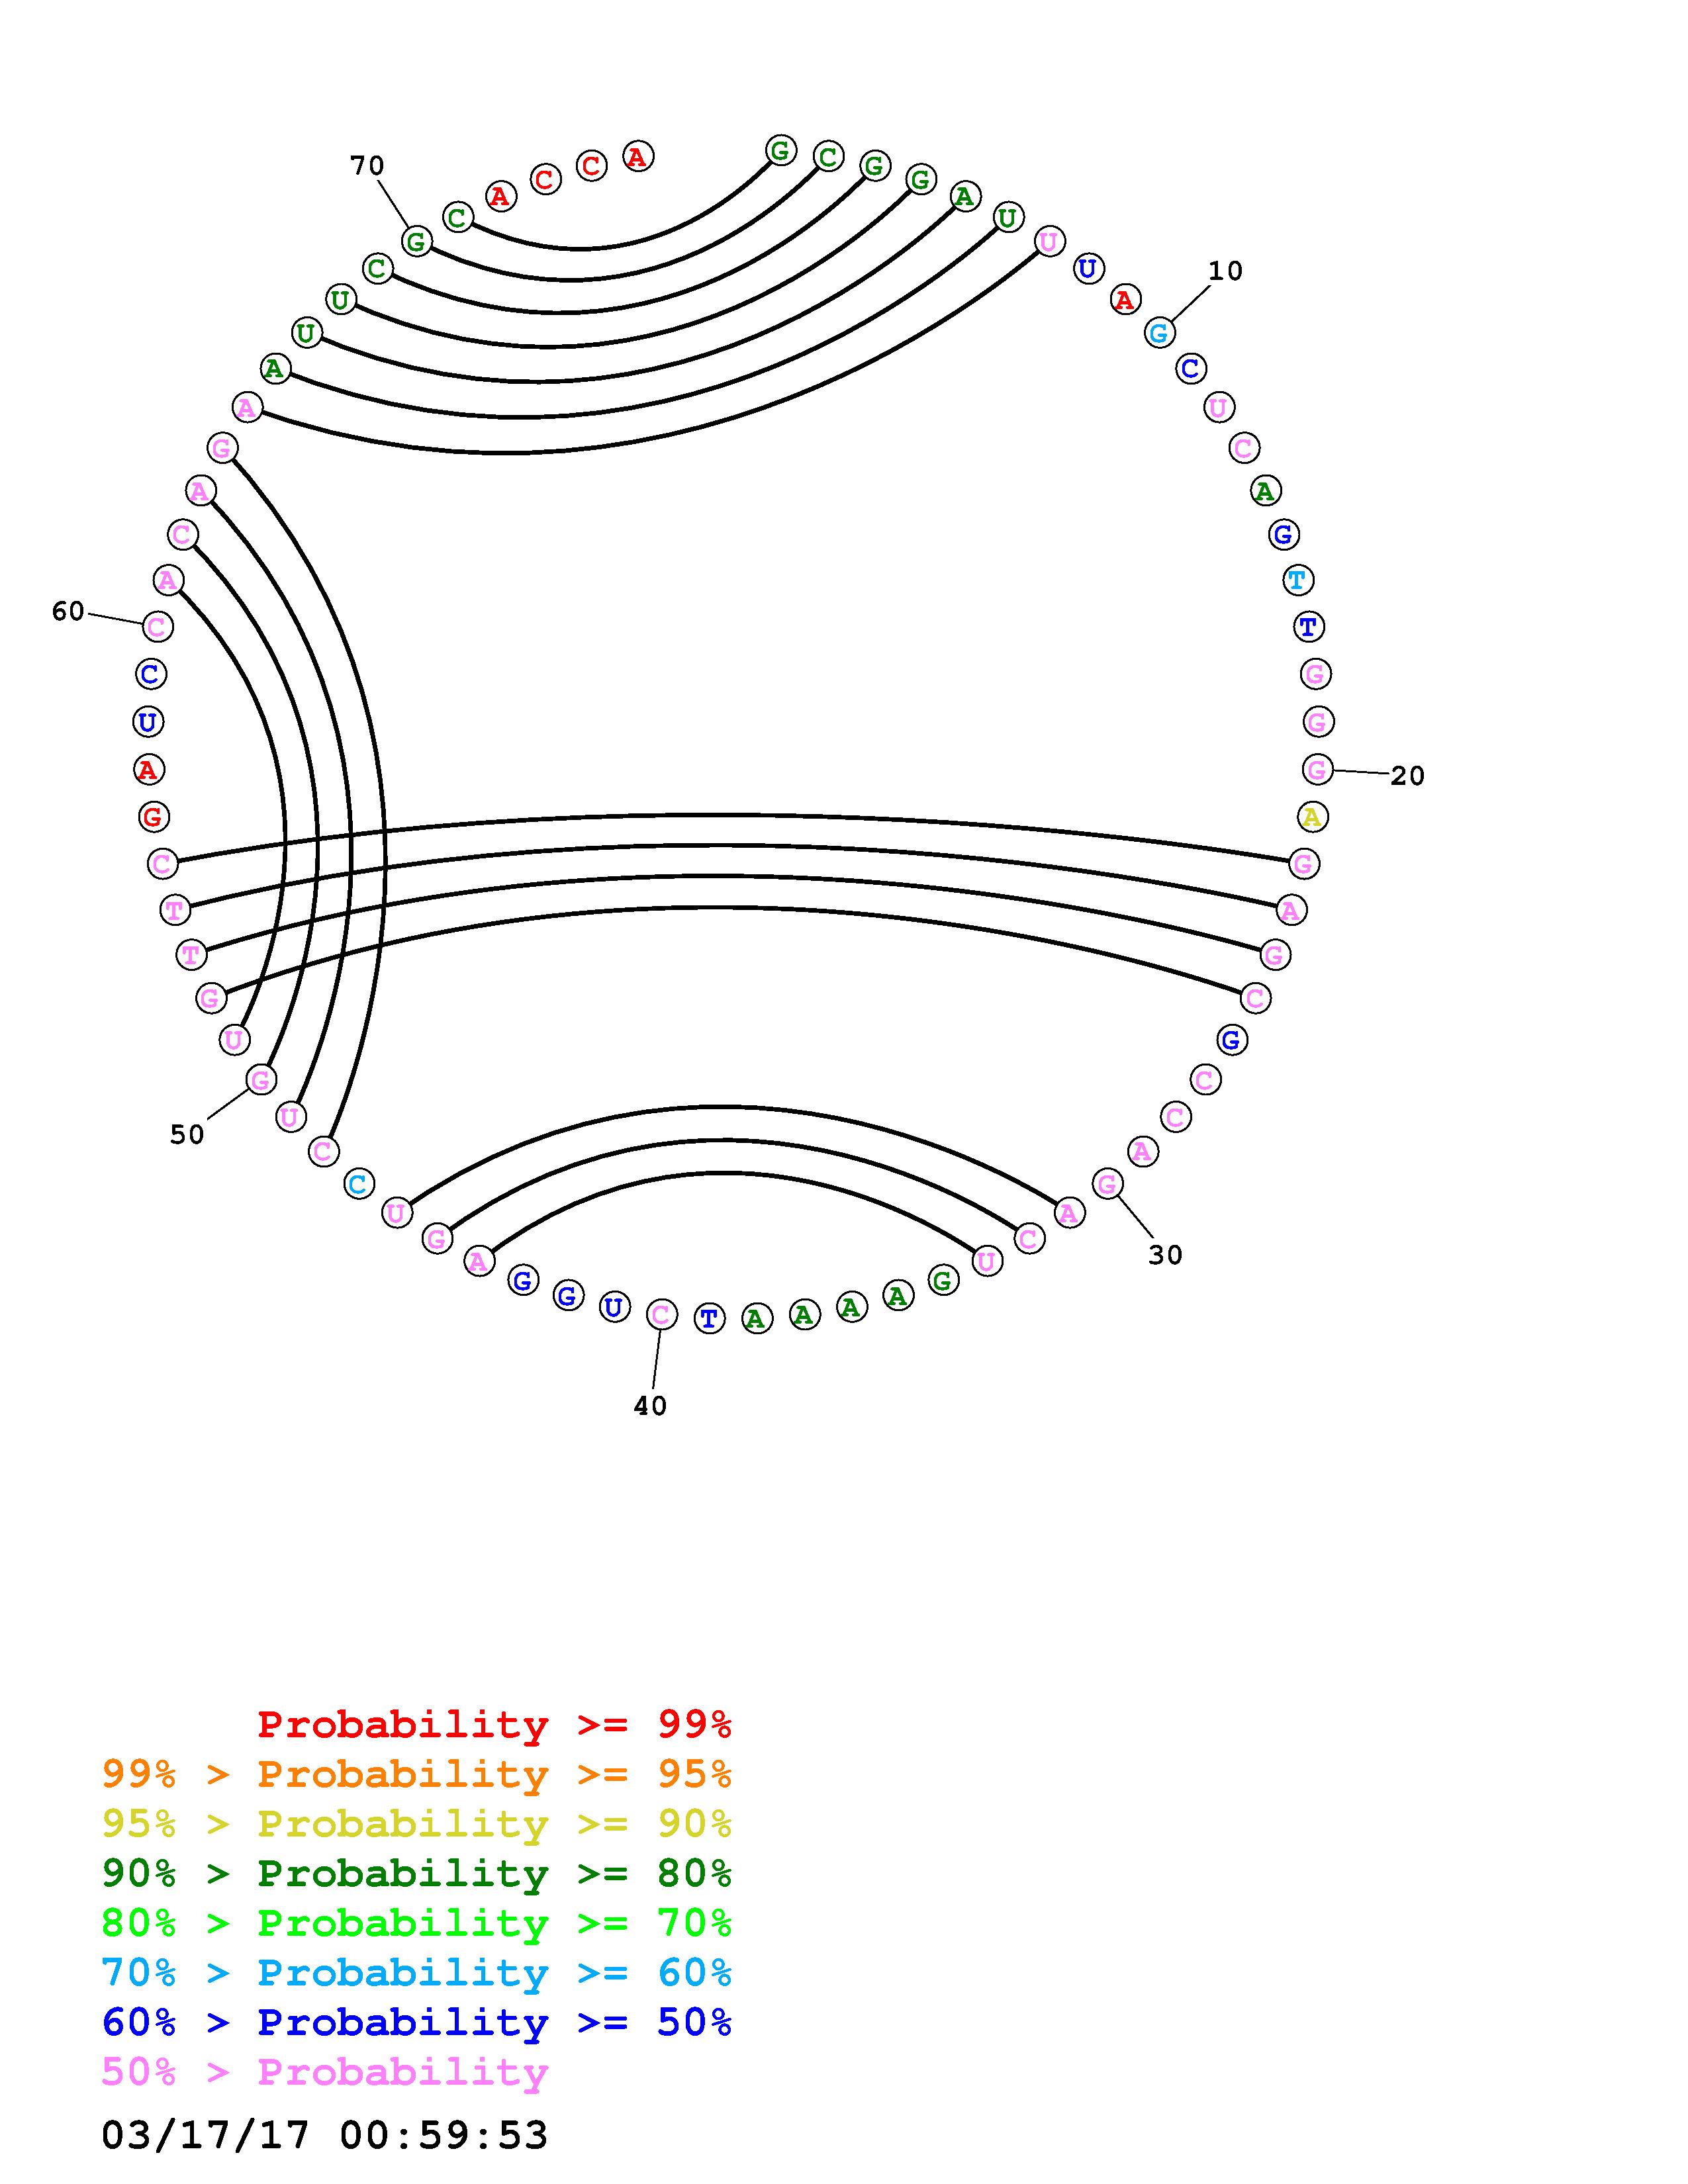 G C G G A U U U A G C U C A G T T G G G A G A G C G C C A G A C U G A A A A T C U G G A G U C C U G U G T T C G A U C C A C A G A A U U C G C A C C A
10
20
30
40
50
60
70
Probability >= 99%
99% > Probability >= 95%
95% > Probability >= 90%
90% > Probability >= 80%
80% > Probability >= 70%
70% > Probability >= 60%
60% > Probability >= 50%
50% > Probability
03/17/17 00:59:53